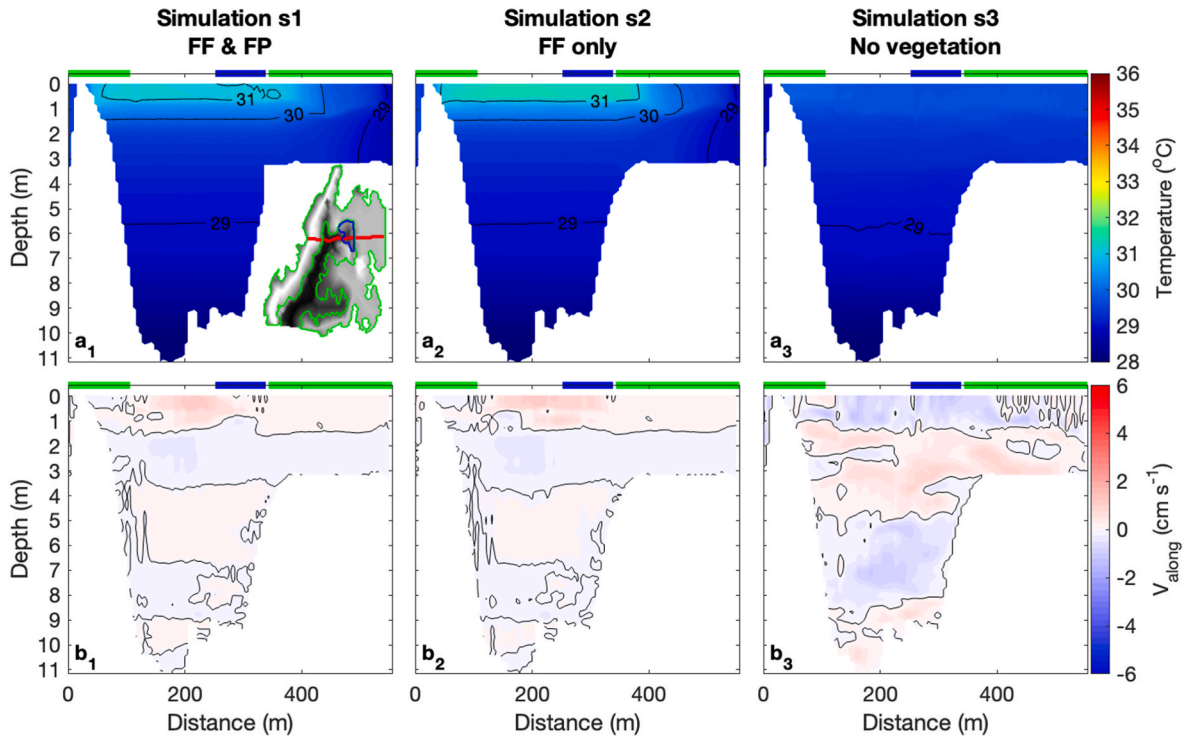 Simulation s1
FF & FP
Simulation s2
FF only
Simulation s3
No vegetation
Depth (m)
0
1
2
3
4
5
6
7
8
9
10
11
31
30
29
29
a1
31
30
29
29
a2
29
a3
36
35
34
33
32
31
30
29
28
Temperature (°C)
Depth (m)
0
1
2
3
4
5
6
7
8
9
10
11
b1
b2
b3
6
4
2
0
-2
-4
-6
V along (cm s-1)
0 200 400
0 200 400
0 200 400
Distance (m)
Distance (m)
Distance (m)